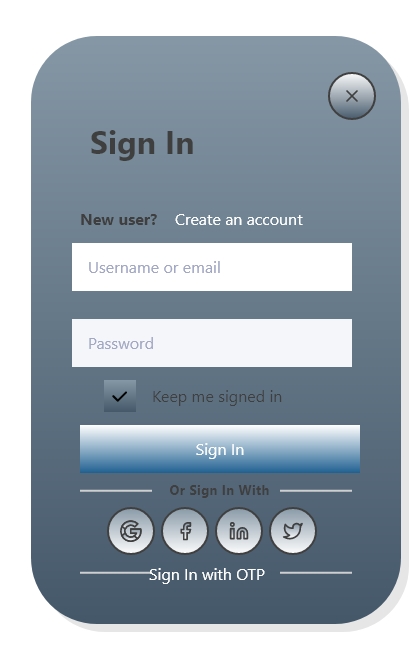 Sign In
New user? Create an account
Username or email
Password
Keep me signed in
Sign In
Or Sign In With
Sign In with OTP